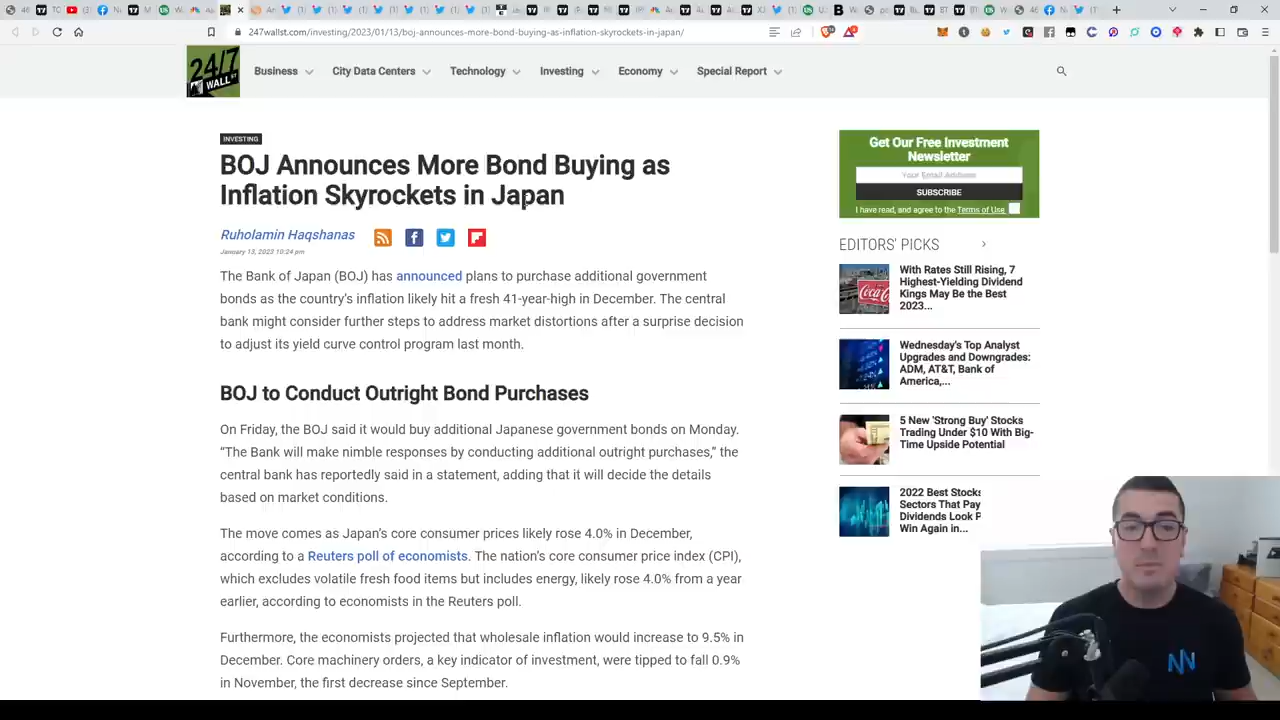 247wallst.com/investing/2023/01/13/boj-announces-more-bond-buying-as-inflation-skyrockets-in-japan/
24/7
WALL ST
Business
City Data Centers
Technology
Investing
Economy
Special Report
INVESTING
BOJ Announces More Bond Buying as
Inflation Skyrockets in Japan
Ruholamin Haqshanas
January 13, 2023 10:24 pm
The Bank of Japan (BOJ) has announced plans to purchase additional government
bonds as the country's inflation likely hit a fresh 41-year-high in December. The central
bank might consider further steps to address market distortions after a surprise decision
to adjust its yield curve control program last month.
BOJ to Conduct Outright Bond Purchases
On Friday, the BOJ said it would buy additional Japanese government bonds on Monday.
“The Bank will make nimble responses by conducting additional outright purchases,” the
central bank has reportedly said in a statement, adding that it will decide the details
based on market conditions.
The move comes as Japan's core consumer prices likely rose 4.0% in December,
according to a Reuters poll of economists. The nation's core consumer price index (CPI),
which excludes volatile fresh food items but includes energy, likely rose 4.0% from a year
earlier, according to economists in the Reuters poll.
Furthermore, the economists projected that wholesale inflation would increase to 9.5% in
December. Core machinery orders, a key indicator of investment, were tipped to fall 0.9%
in November, the first decrease since September.
Get Our Free Investment
Newsletter
Your Email Address
SUBSCRIBE
I have read, and agree to the Terms of Use
EDITORS' PICKS
With Rates Still Rising, 7
Highest-Yielding Dividend
Kings May Be the Best
2023...
Wednesday's Top Analyst
Upgrades and Downgrades:
ADM, AT&T, Bank of
America,...
5 New 'Strong Buy' Stocks
Trading Under $10 With Big-
Time Upside Potential
2022 Best Stocks
Sectors That Pay
Dividends Look P
Win Again in...